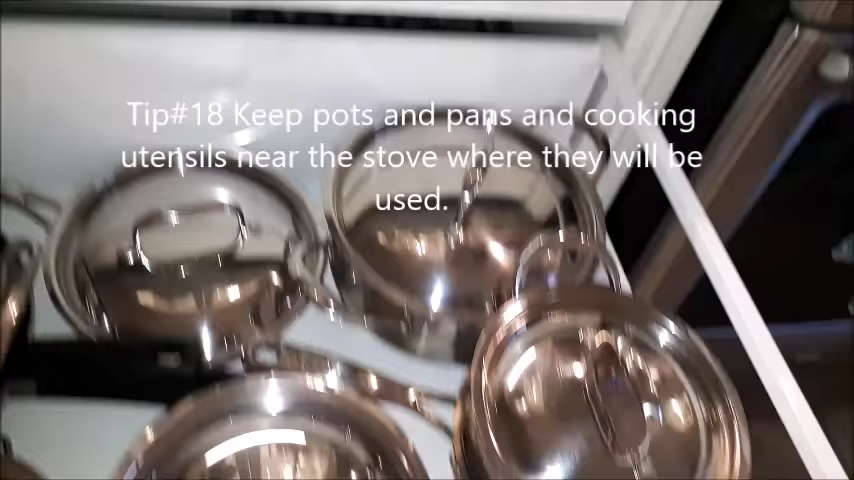 Tip#18 Keep pots and pans and cooking
utensils near the stove where they will be
used.